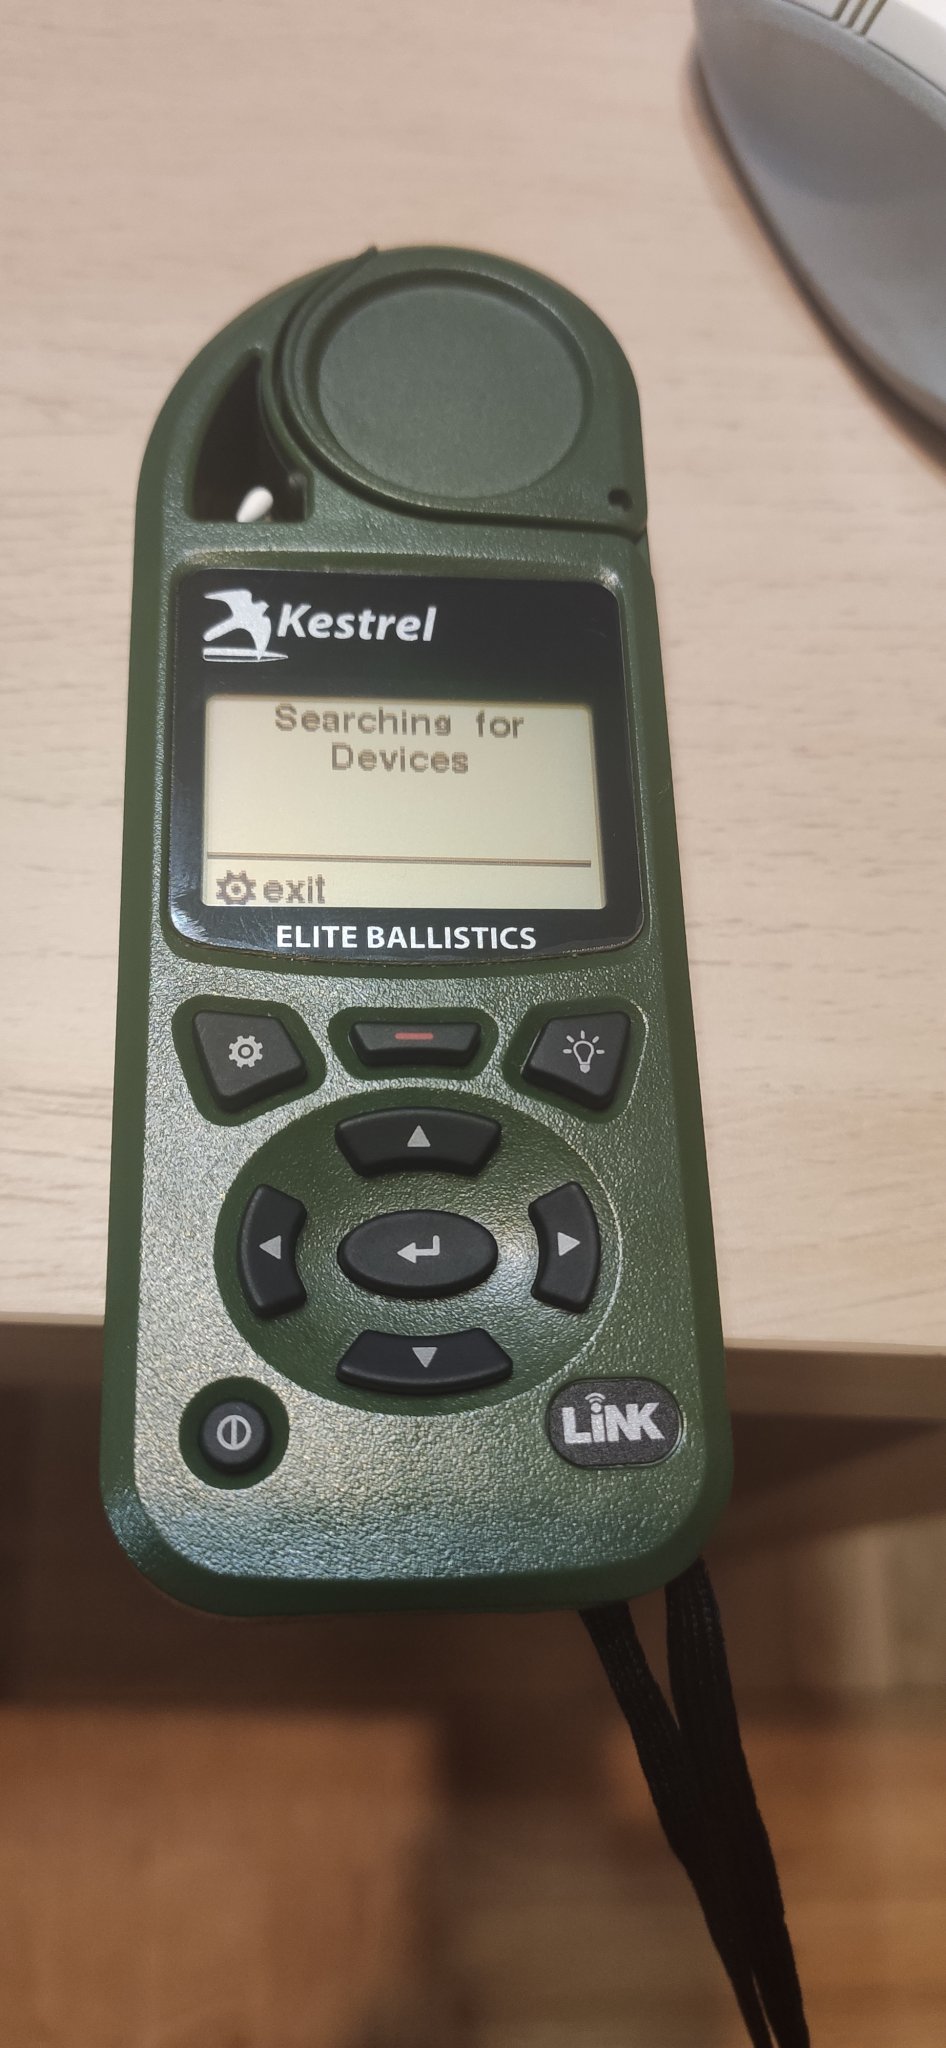 Kestrel
Searching for
Devices
exit
ELITE BALLISTICS
LiNK